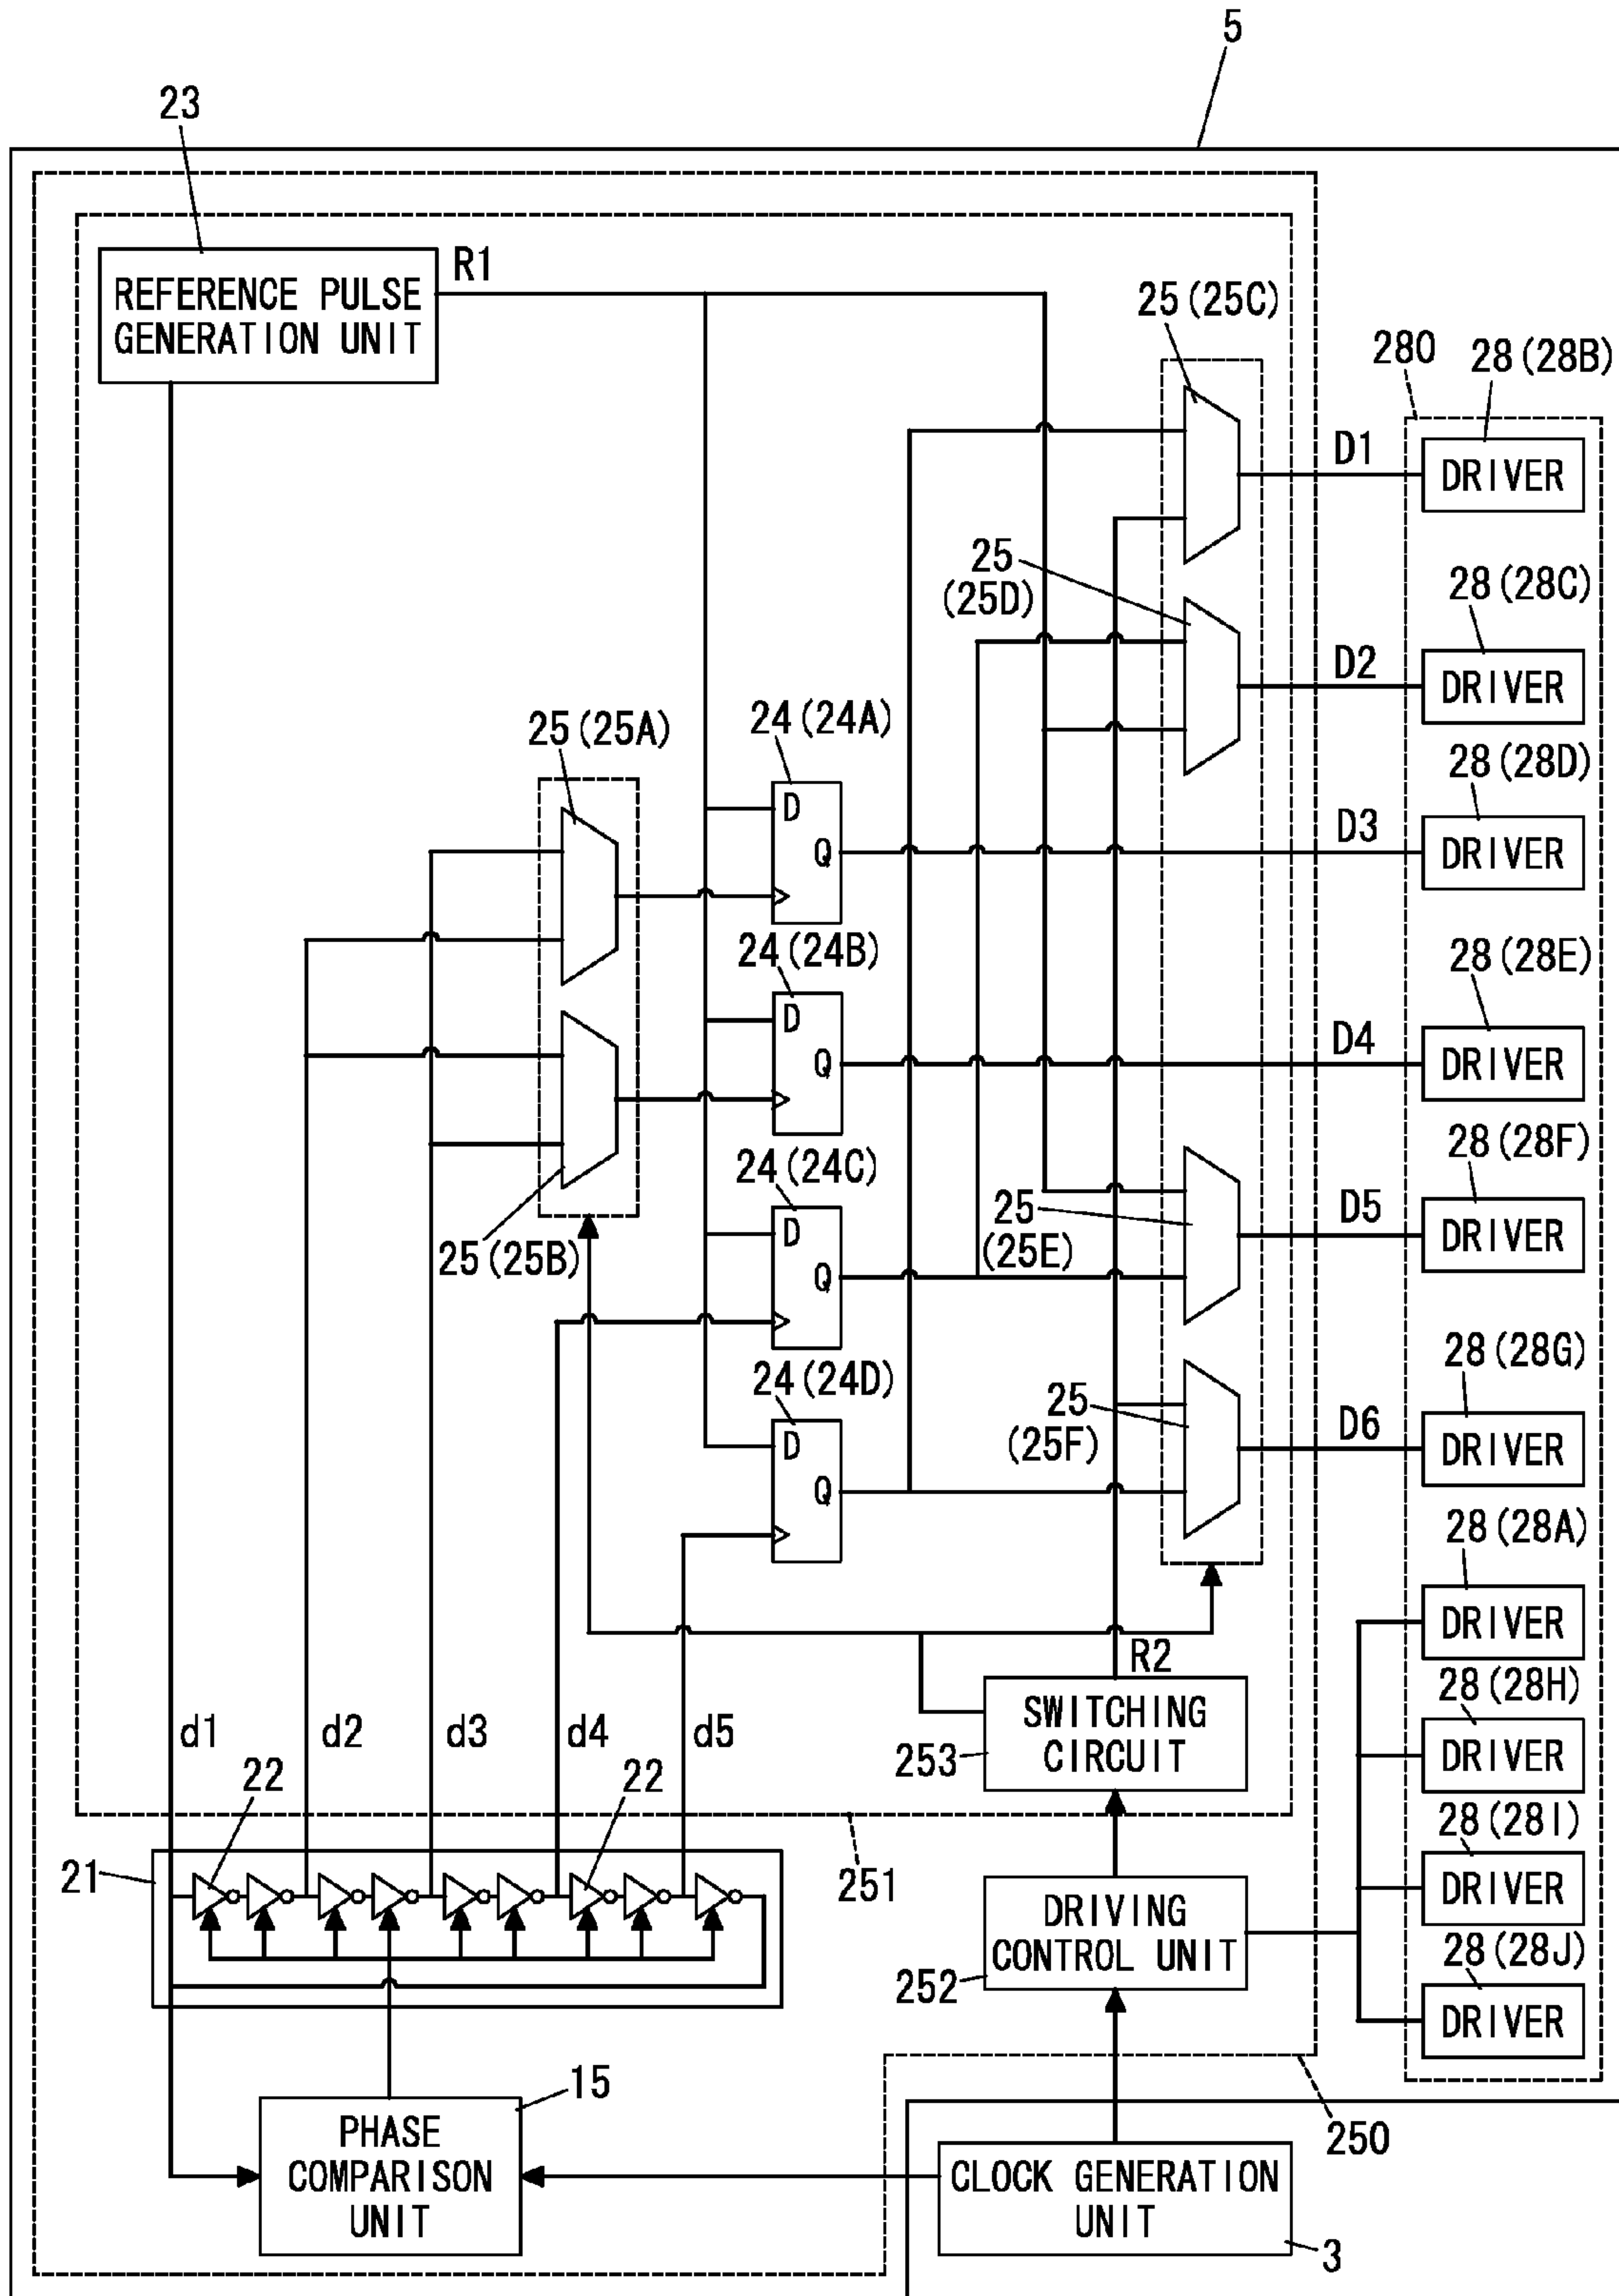 5
23
REFERENCE PULSE
GENERATION UNIT
R1
25(25C)
280
28(28B)
D1
DRIVER
25
(25D)
28(28C)
D2
DRIVER
25(25A)
24(24A)
28(28D)
D
Q
D3
DRIVER
24(24B)
28(28E)
D
Q
D4
DRIVER
25(25B)
24(24C)
28(28F)
D
Q
25
(25E)
D5
DRIVER
24(24D)
28(28G)
D
Q
25
(25F)
D6
DRIVER
28(28A)
DRIVER
R2
28(28H)
DRIVER
d1
d2
d3
d4
d5
SWITCHING
CIRCUIT
253
22
22
28(28I)
DRIVER
21
251
DRIVING
CONTROL UNIT
252
28(28J)
DRIVER
15
PHASE
COMPARISON
UNIT
250
CLOCK GENERATION
UNIT
3